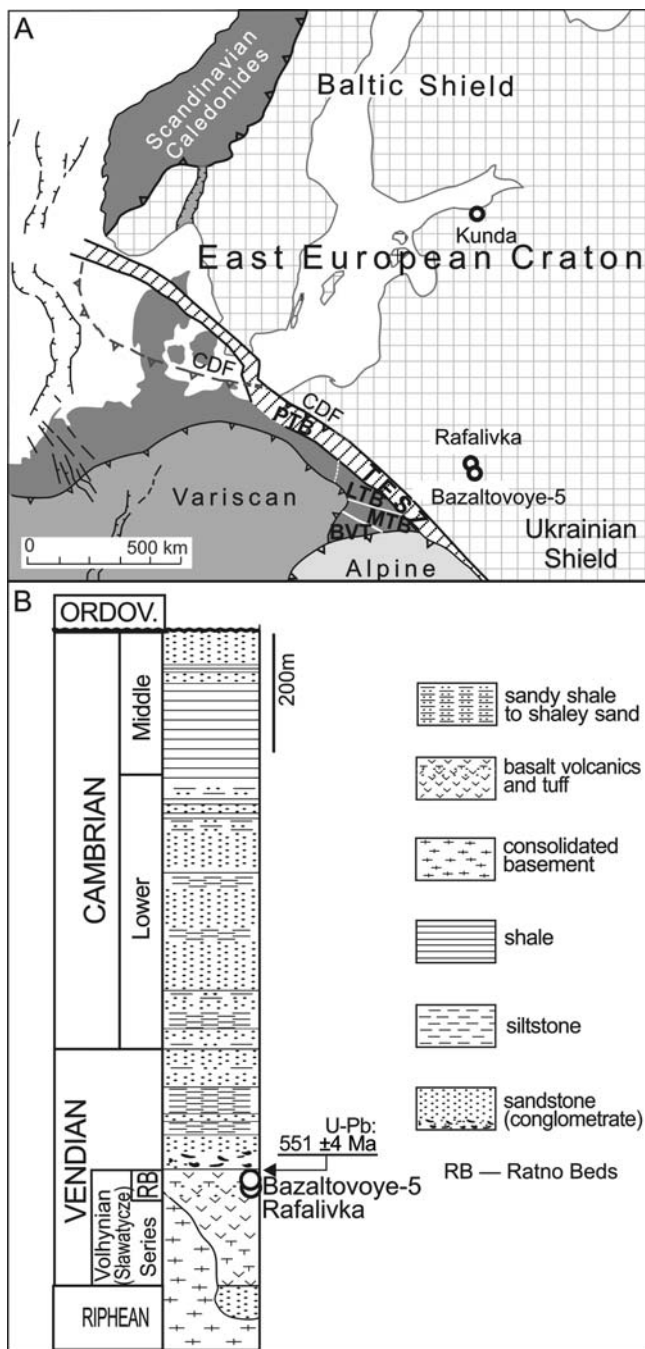 A
Scandinavian
Caledonides
Baltic Shield
Kunda
East European Craton
CDF
CDF
PTB
TESZ
Rafalivka
Bazaltovoye-5
Variscan
LTB
MTB
BVT
Ukrainian
Shield
0 500 km
Alpine
B
ORDOV.
200m
CAMBRIAN
Middle
Lower
VENDIAN
Volhynian
(Sławatycze)
Series
RB
RIPHEAN
U-Pb:
551 ±4 Ma
Bazaltovoye-5
Rafalivka
sandy shale
to shaley sand
basalt volcanics
and tuff
consolidated
basement
shale
siltstone
sandstone
(conglometrate)
RB — Ratno Beds